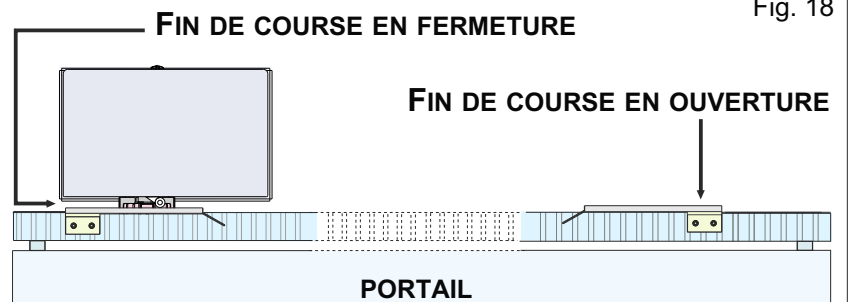 Fig. 18
FIN DE COURSE EN FERMETURE
FIN DE COURSE EN OUVERTURE
PORTAIL